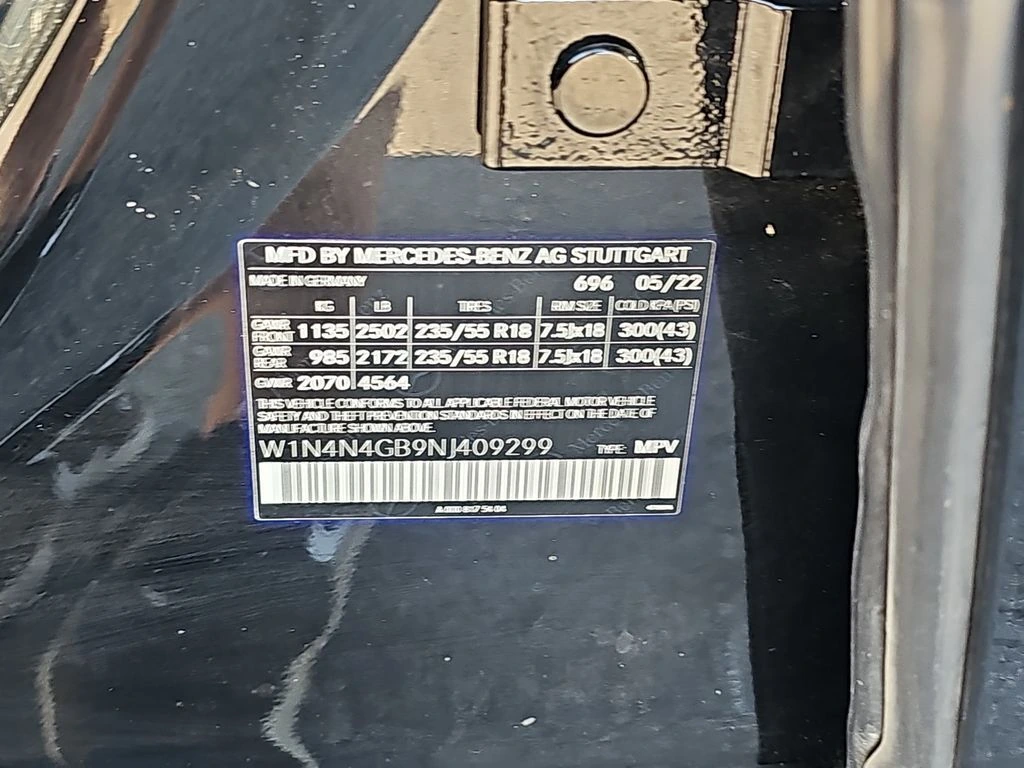 MFD BY MERCEDES-BENZ AG STUTTGART
MADE IN GERMANY 696 05/22
KG LB TIRES RIM SIZE COLD KPA(PSI)
GAWR FRONT 1135 2502 235/55 R18 7.5Jx18 300(43)
GAWR REAR 985 2172 235/55 R18 7.5Jx18 300(43)
GVWR 2070 4564
THIS VEHICLE CONFORMS TO ALL APPLICABLE FEDERAL MOTOR VEHICLE
SAFETY AND THEFT PREVENTION STANDARDS IN EFFECT ON THE DATE OF
MANUFACTURE SHOWN ABOVE.
W1N4N4GB9NJ409299 TYPE: MPV